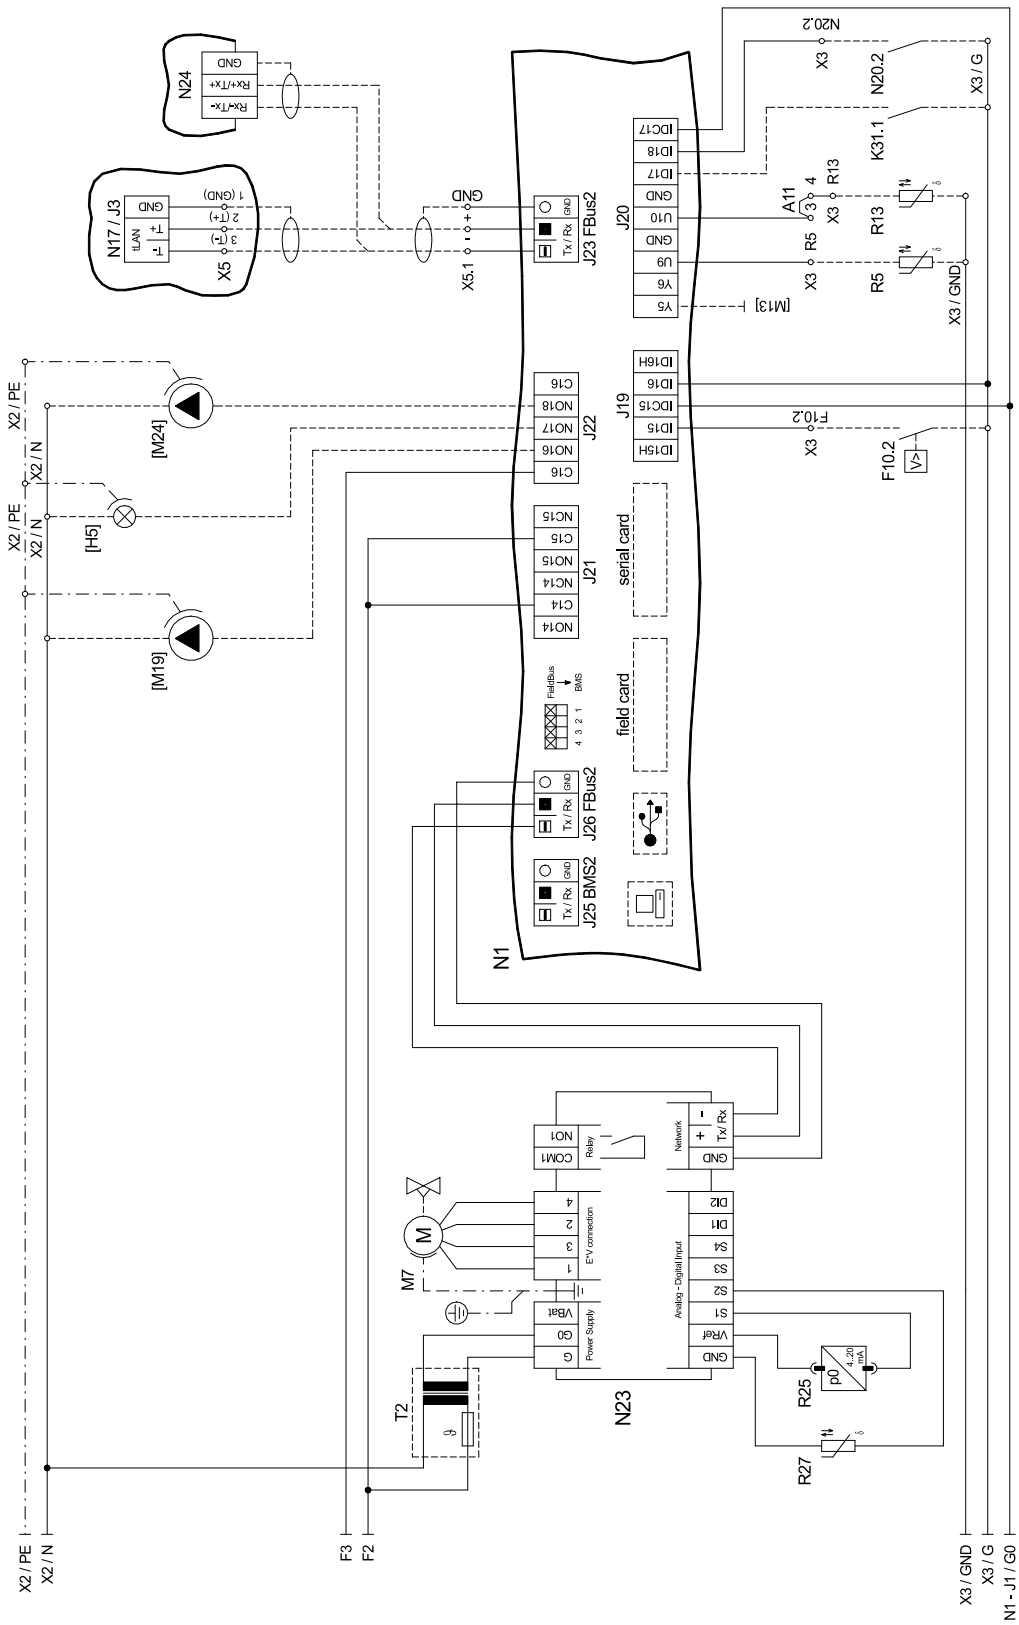 N24
GND
Rx+/Tx+
Rx-/Tx-
N17 / J3
tLAN
GND
T+
T-
1 (GND)
2 (T+)
3 (T-)
X5
GND
+
-
X5.1
GND
Tx / Rx
J23 FBus2
J20
IDC17
ID18
ID17
GND
U10
GND
U9
Y6
Y5
[M13]
N20.2
X3
N20.2
X3 / G
K31.1
A11
4
3
R13
X3
R13
R5
X3
R5
X3 / GND
X2 / PE
X2 / N
[M24]
X2 / PE
X2 / N
[H5]
[M19]
C16
NO18
NO17
NO16
C16
J22
NC15
C15
NO15
NC14
C14
NO14
J21
ID16H
ID16
IDC15
ID15
ID15H
J19
F10.2
X3
F10.2
V>
serial card
field card
FieldBus
BMS
4 3 2 1
GND
Tx / Rx
J26 FBus2
GND
Tx / Rx
J25 BMS2
N1
NO1
COM1
Relay
Network
-
+
Tx/ Rx
GND
M
M7
4
2
3
1
E*V connection
VBat
G0
G
Power Supply
Analog - Digital Input
DI2
DI1
S4
S3
S2
S1
VRef
GND
N23
T2
ϑ
R25
p0
4..20
mA
R27
X2 / PE
X2 / N
F3
F2
X3 / GND
X3 / G
N1 - J1 / G0